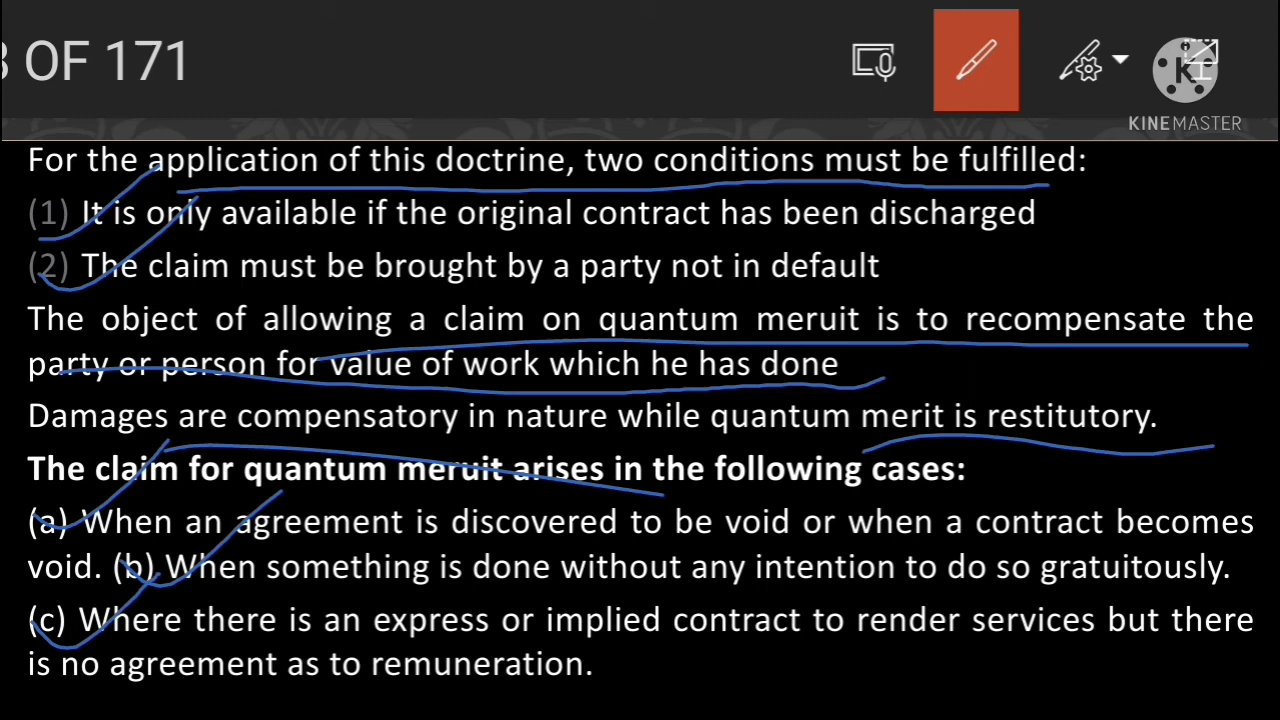 8 OF 171
K
KINEMASTER
For the application of this doctrine, two conditions must be fulfilled:
(1) It is only available if the original contract has been discharged
(2) The claim must be brought by a party not in default
The object of allowing a claim on quantum meruit is to recompensate the
party or person for value of work which he has done
Damages are compensatory in nature while quantum merit is restitutory.
The claim for quantum meruit arises in the following cases:
(a) When an agreement is discovered to be void or when a contract becomes
void. (b) When something is done without any intention to do so gratuitously.
(c) Where there is an express or implied contract to render services but there
is no agreement as to remuneration.